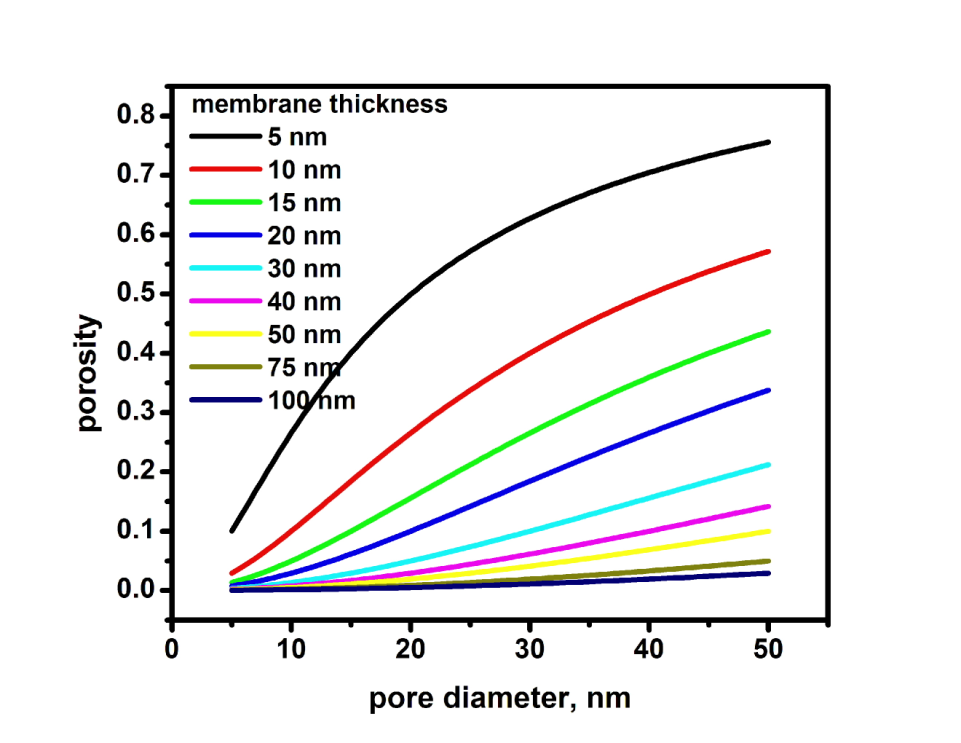 membrane thickness
5 nm
10 nm
15 nm
20 nm
30 nm
40 nm
50 nm
75 nm
100 nm
0.8
0.7
0.6
0.5
0.4
0.3
0.2
0.1
0.0
porosity
0 10 20 30 40 50
pore diameter, nm